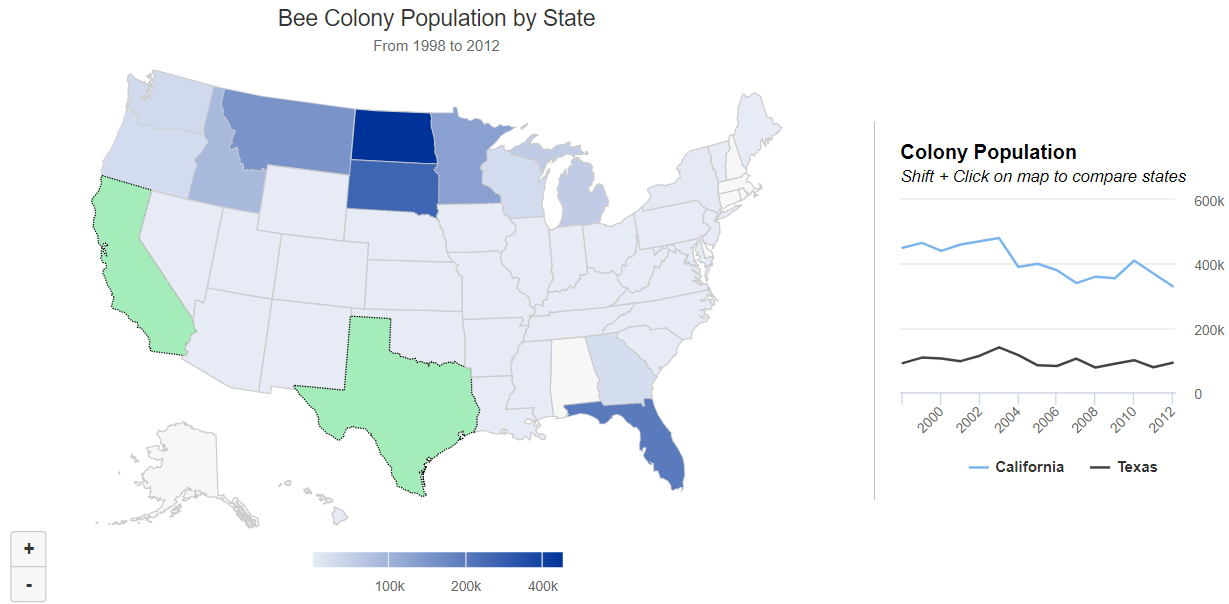 Bee Colony Population by State
From 1998 to 2012
+
-
100k
200k
400k
Colony Population
Shift + Click on map to compare states
600k
400k
200k
0
2000
2002
2004
2006
2008
2010
2012
California
Texas